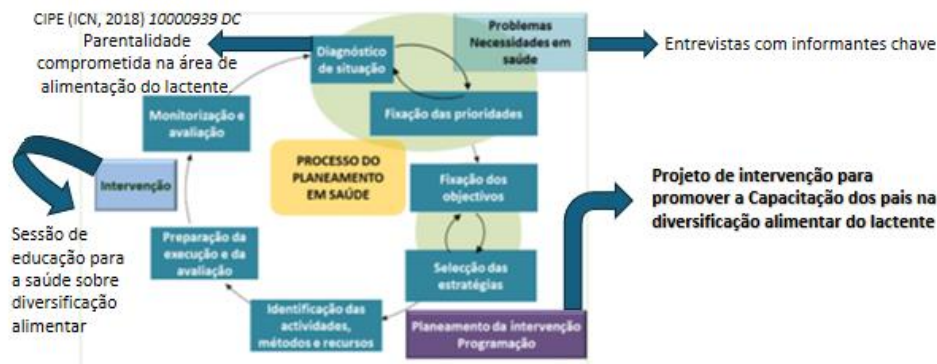 CIPE (ICN, 2018) 10000939 DC
Parentalidade
comprometida na área de
alimentação do lactente.
Diagnóstico
de situação
Problemas
Necessidades em
saúde
Entrevistas com informantes chave
Monitorização e
avaliação
Fixação das prioridades
PROCESSO DO
PLANEAMENTO
EM SAÚDE
Fixação dos
objectivos
Intervenção
Projeto de intervenção para
promover a Capacitação dos pais na
diversificação alimentar do lactente
Sessão de
educação para
a saúde sobre
diversificação
alimentar
Preparação da
execução e da
avaliação
Selecção das
estratégias
Identificação das
actividades,
métodos e recursos
Planeamento da intervenção
Programação